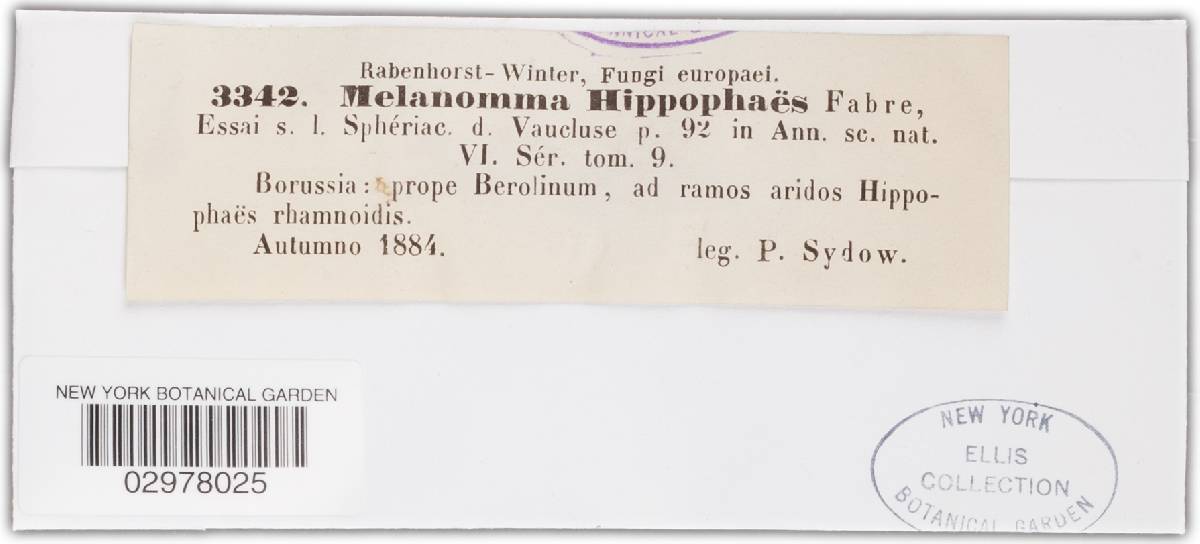 NICAL
Rabenhorst-Winter, Fungi europaei.
3342. Melanomma Hippophaës Fabre,
Essai s. l. Sphériac. d. Vaucluse p. 92 in Ann. sc. nat.
VI. Sér. tom. 9.
Borussia: prope Berolinum, ad ramos aridos Hippo-
phaës rhamnoidis.
Autumno 1884. leg. P. Sydow.
NEW YORK BOTANICAL GARDEN
02978025
NEW YORK
ELLIS
COLLECTION
BOTANICAL GARDEN